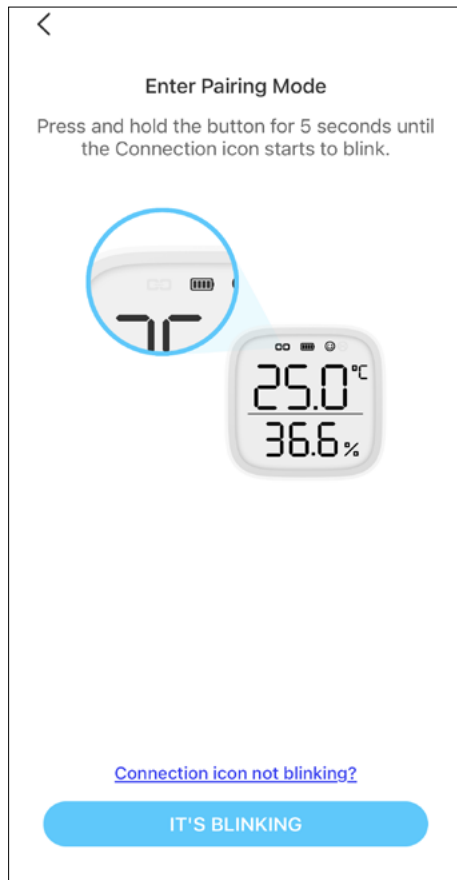 Enter Pairing Mode
Press and hold the button for 5 seconds until
the Connection icon starts to blink.
25.0°C
36.6%
Connection icon not blinking?
IT'S BLINKING